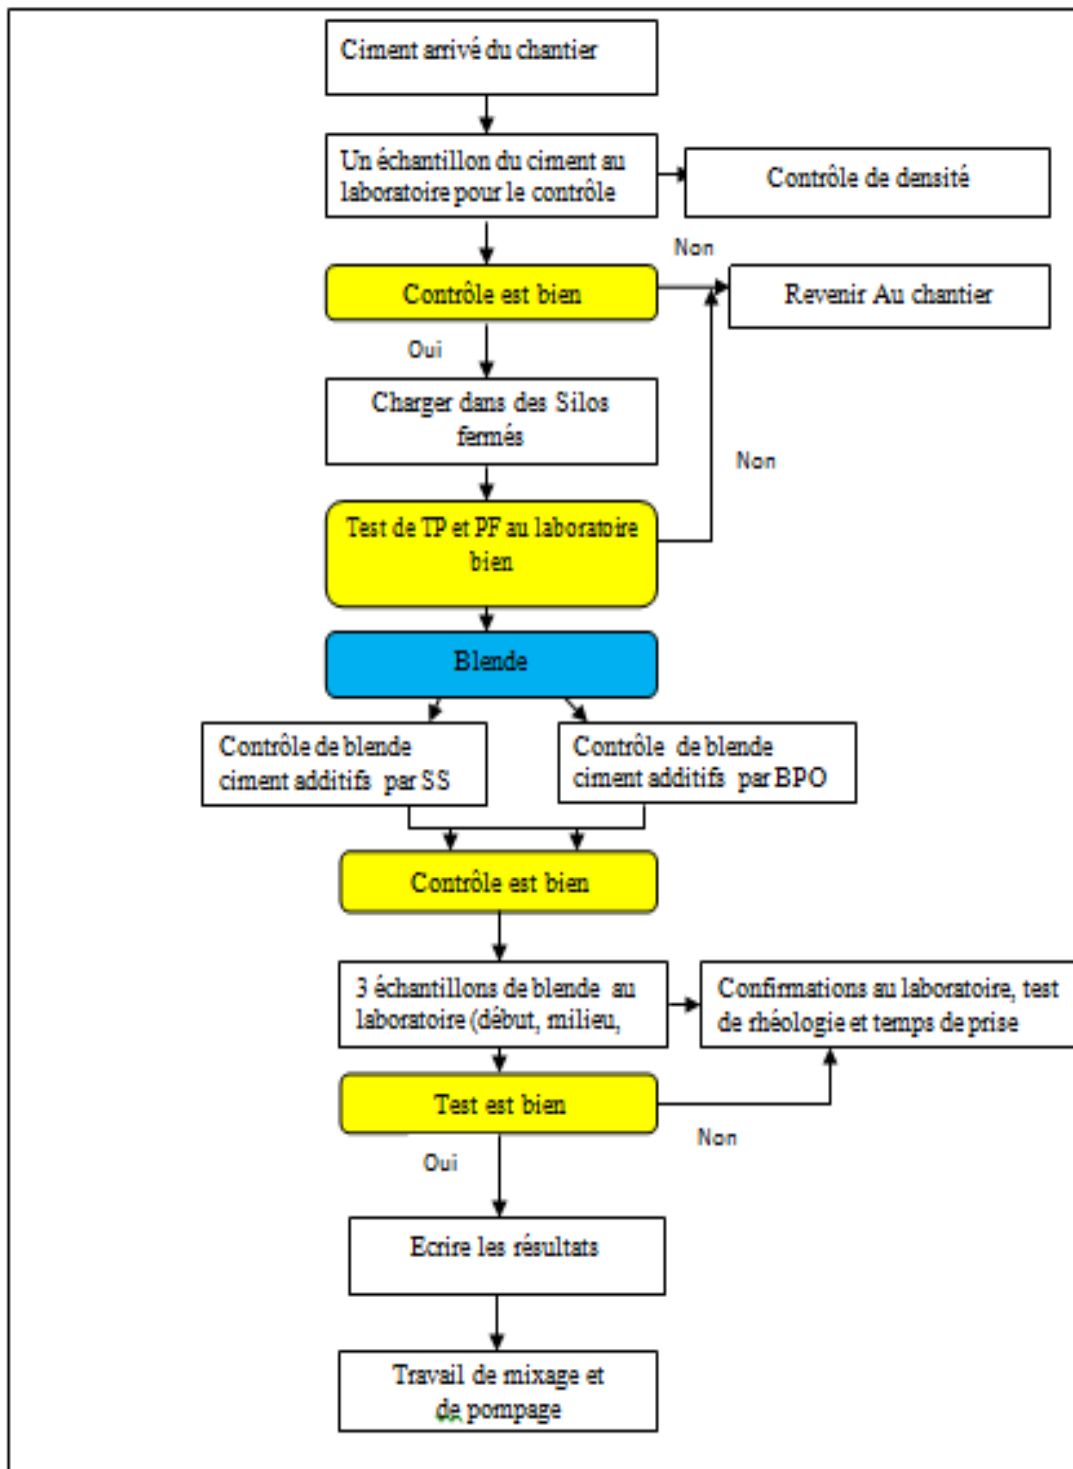 Ciment arrivé du chantier
Un échantillon du ciment au
laboratoire pour le contrôle
Contrôle de densité
Non
Contrôle est bien
Revenir Au chantier
Oui
Charger dans des Silos
fermés
Non
Test de TP et PF au laboratoire
bien
Blende
Contrôle de blende
ciment additifs par SS
Contrôle de blende
ciment additifs par BPO
Contrôle est bien
3 échantillons de blende au
laboratoire (début, milieu,
Confirmations au laboratoire, test
de rhéologie et temps de prise
Test est bien
Non
Oui
Ecrire les résultats
Travail de mixage et
de pompage